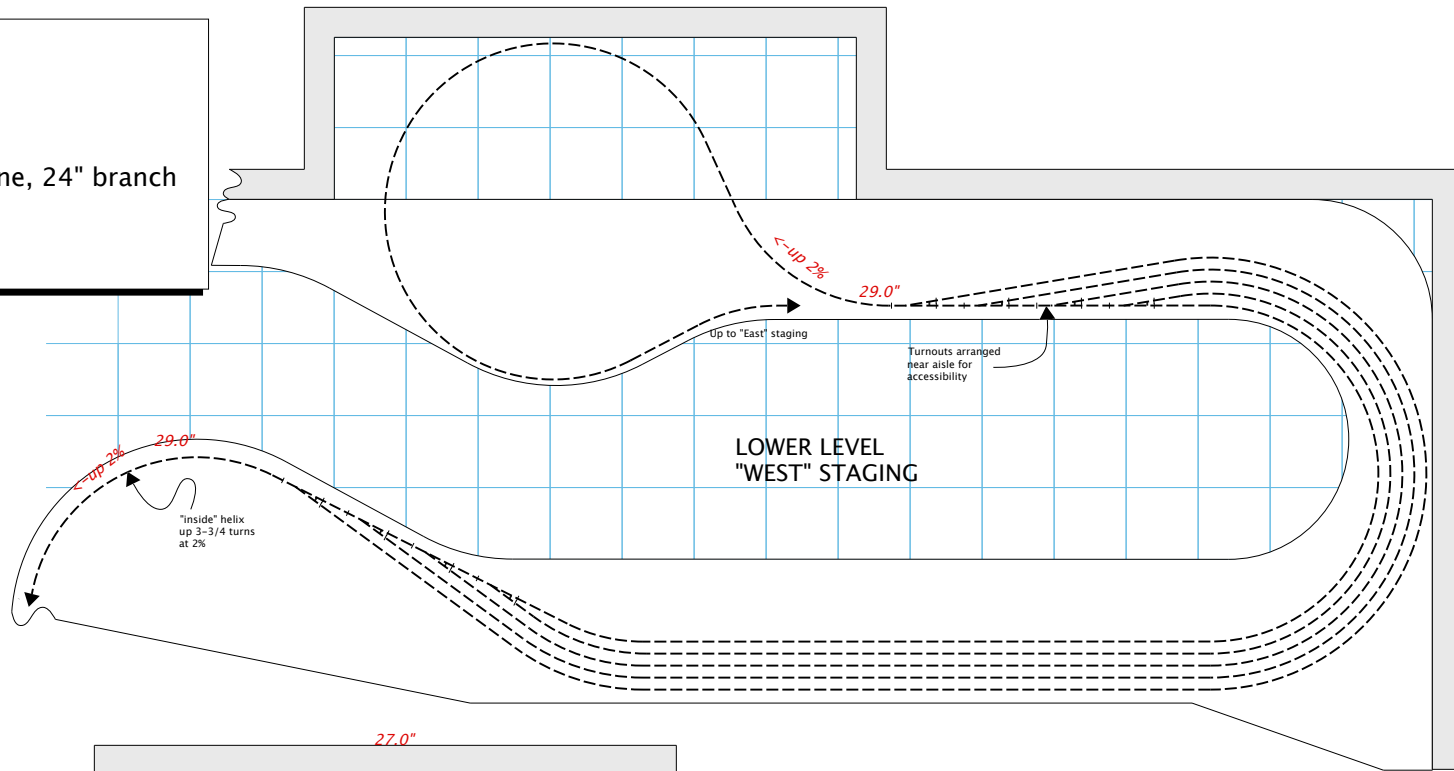 ne, 24" branch
<-up 2%
29.0"
Up to "East" staging
Turnouts arranged
near aisle for
accessibility
LOWER LEVEL
"WEST" STAGING
29.0"
<-up 2%
"inside" helix
up 3-3/4 turns
at 2%
27.0"